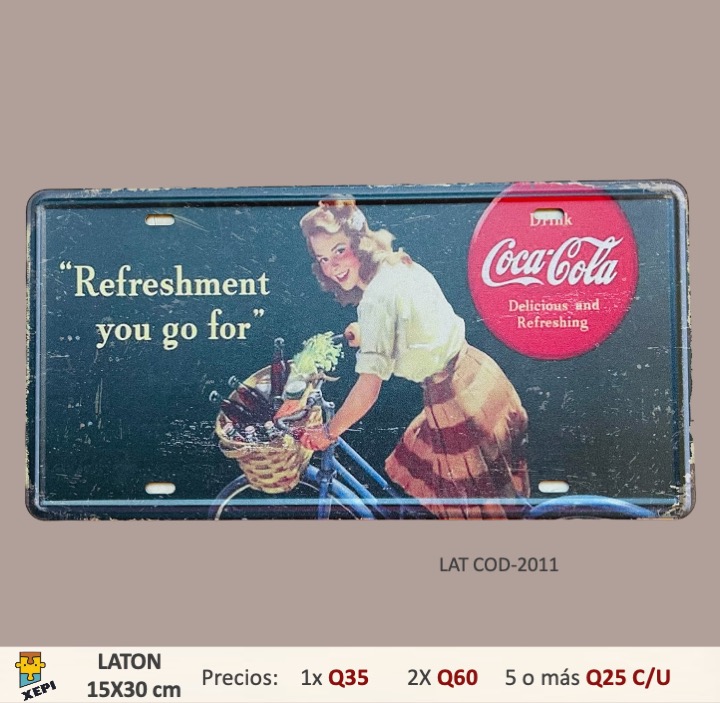 “Refreshment
you go for”
Drink
Coca-Cola
Delicious and
Refreshing
LAT COD-2011
XEPI
LATON
15X30 cm
Precios: 1x Q35 2X Q60 5 o más Q25 C/U